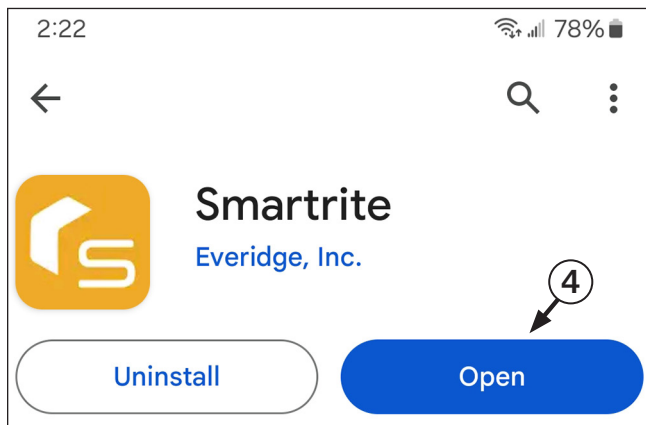 2:22 78%
Smartrite
Everidge, Inc.
4
Uninstall Open